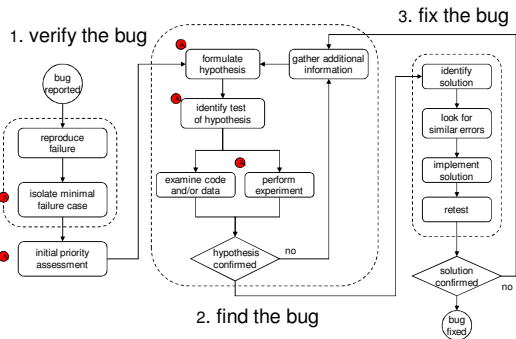 1. verify the bug
bug
reported
reproduce
failure
isolate minimal
failure case
initial priority
assessment
formulate
hypothesis
gather additional
information
identify test
of hypothesis
examine code
and/or data
perform
experiment
hypothesis
confirmed
no
2. find the bug
3. fix the bug
identify
solution
look for
similar errors
implement
solution
retest
solution
confirmed
no
bug
fixed